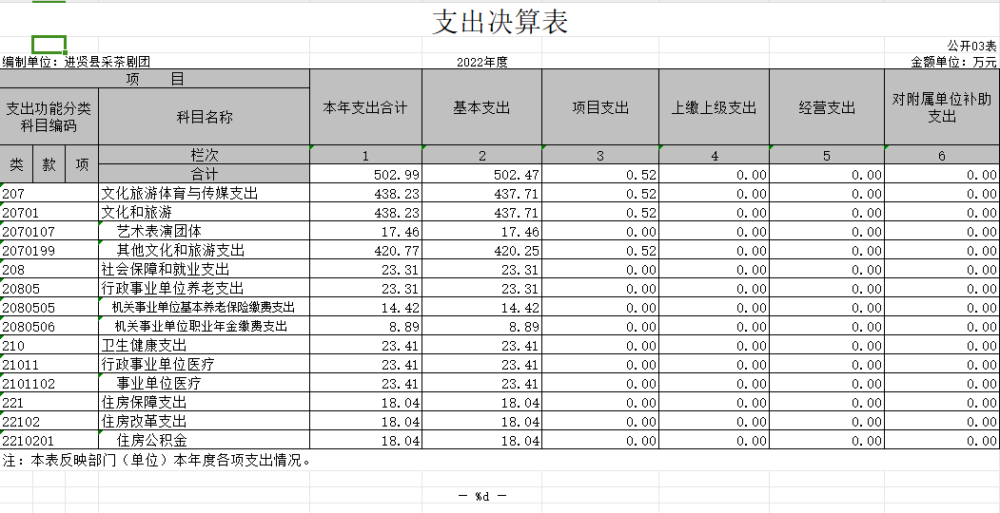 支出决算表
公开03表
编制单位：进贤县采茶剧团 2022年度 金额单位：万元
项 目 本年支出合计 基本支出 项目支出 上缴上级支出 经营支出 对附属单位补助支出
支出功能分类科目编码 科目名称
类 款 项 栏次 1 2 3 4 5 6
合计 502.99 502.47 0.52 0.00 0.00 0.00
207 文化旅游体育与传媒支出 438.23 437.71 0.52 0.00 0.00 0.00
20701 文化和旅游 438.23 437.71 0.52 0.00 0.00 0.00
2070107 艺术表演团体 17.46 17.46 0.00 0.00 0.00 0.00
2070199 其他文化和旅游支出 420.77 420.25 0.52 0.00 0.00 0.00
208 社会保障和就业支出 23.31 23.31 0.00 0.00 0.00 0.00
20805 行政事业单位养老支出 23.31 23.31 0.00 0.00 0.00 0.00
2080505 机关事业单位基本养老保险缴费支出 14.42 14.42 0.00 0.00 0.00 0.00
2080506 机关事业单位职业年金缴费支出 8.89 8.89 0.00 0.00 0.00 0.00
210 卫生健康支出 23.41 23.41 0.00 0.00 0.00 0.00
21011 行政事业单位医疗 23.41 23.41 0.00 0.00 0.00 0.00
2101102 事业单位医疗 23.41 23.41 0.00 0.00 0.00 0.00
221 住房保障支出 18.04 18.04 0.00 0.00 0.00 0.00
22102 住房改革支出 18.04 18.04 0.00 0.00 0.00 0.00
2210201 住房公积金 18.04 18.04 0.00 0.00 0.00 0.00
注：本表反映部门（单位）本年度各项支出情况。
— %d —